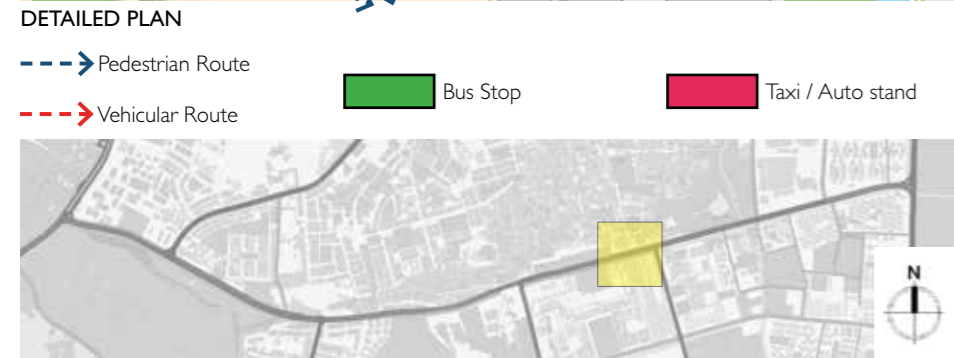 DETAILED PLAN
Pedestrian Route
Bus Stop
Taxi / Auto stand
Vehicular Route
N